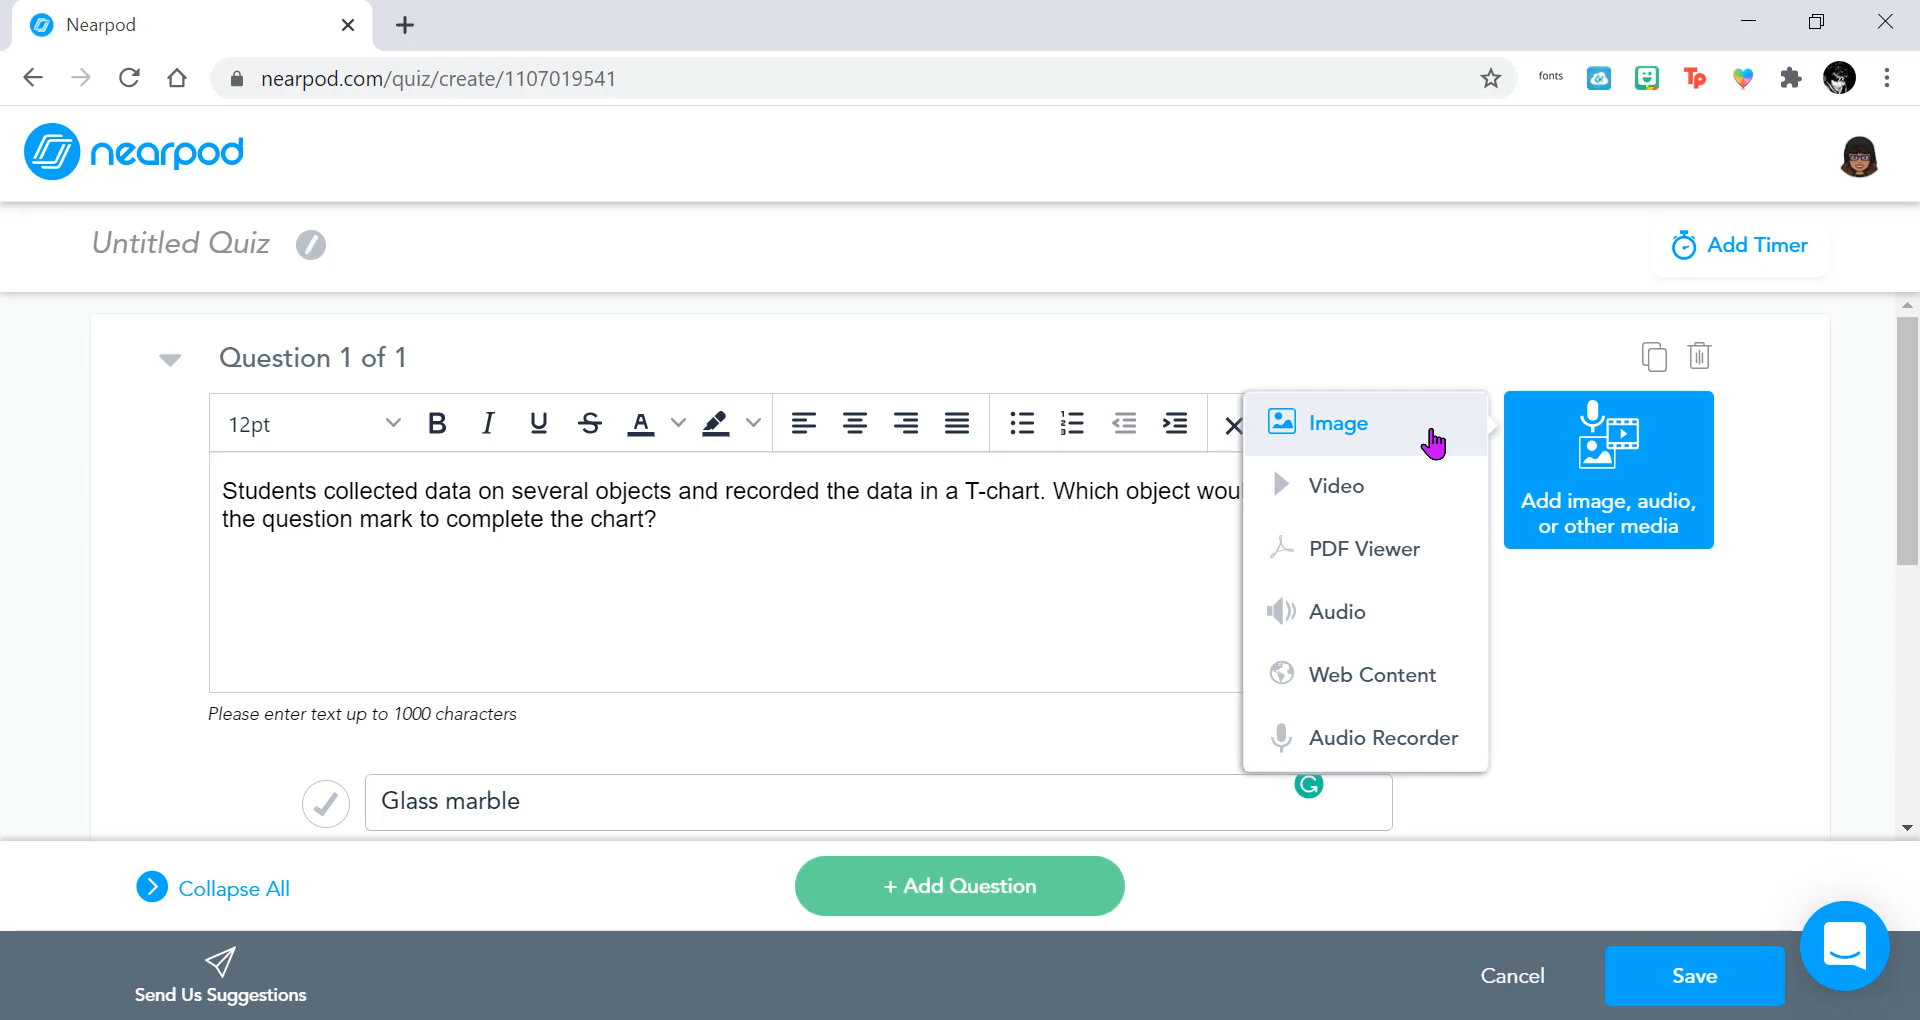 Nearpod
nearpod.com/quiz/create/1107019541
fonts
Tp
nearpod
Untitled Quiz
Add Timer
Question 1 of 1
12pt
B I U S A
Image
Students collected data on several objects and recorded the data in a T-chart. Which object
the question mark to complete the chart?
Video
PDF Viewer
Audio
Web Content
Audio Recorder
Add image, audio,
or other media
Please enter text up to 1000 characters
Glass marble
Collapse All
+ Add Question
Send Us Suggestions
Cancel
Save